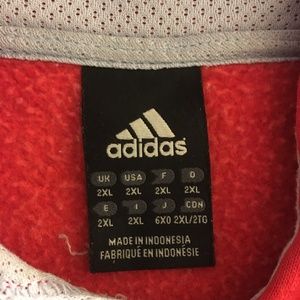 adidas
UK USA F D
2XL 2XL 2XL 2XL
E I J CDN
2XL 2XL 6XO 2XL/2TG
MADE IN INDONESIA
FABRIQUÉ EN INDONÉSIE